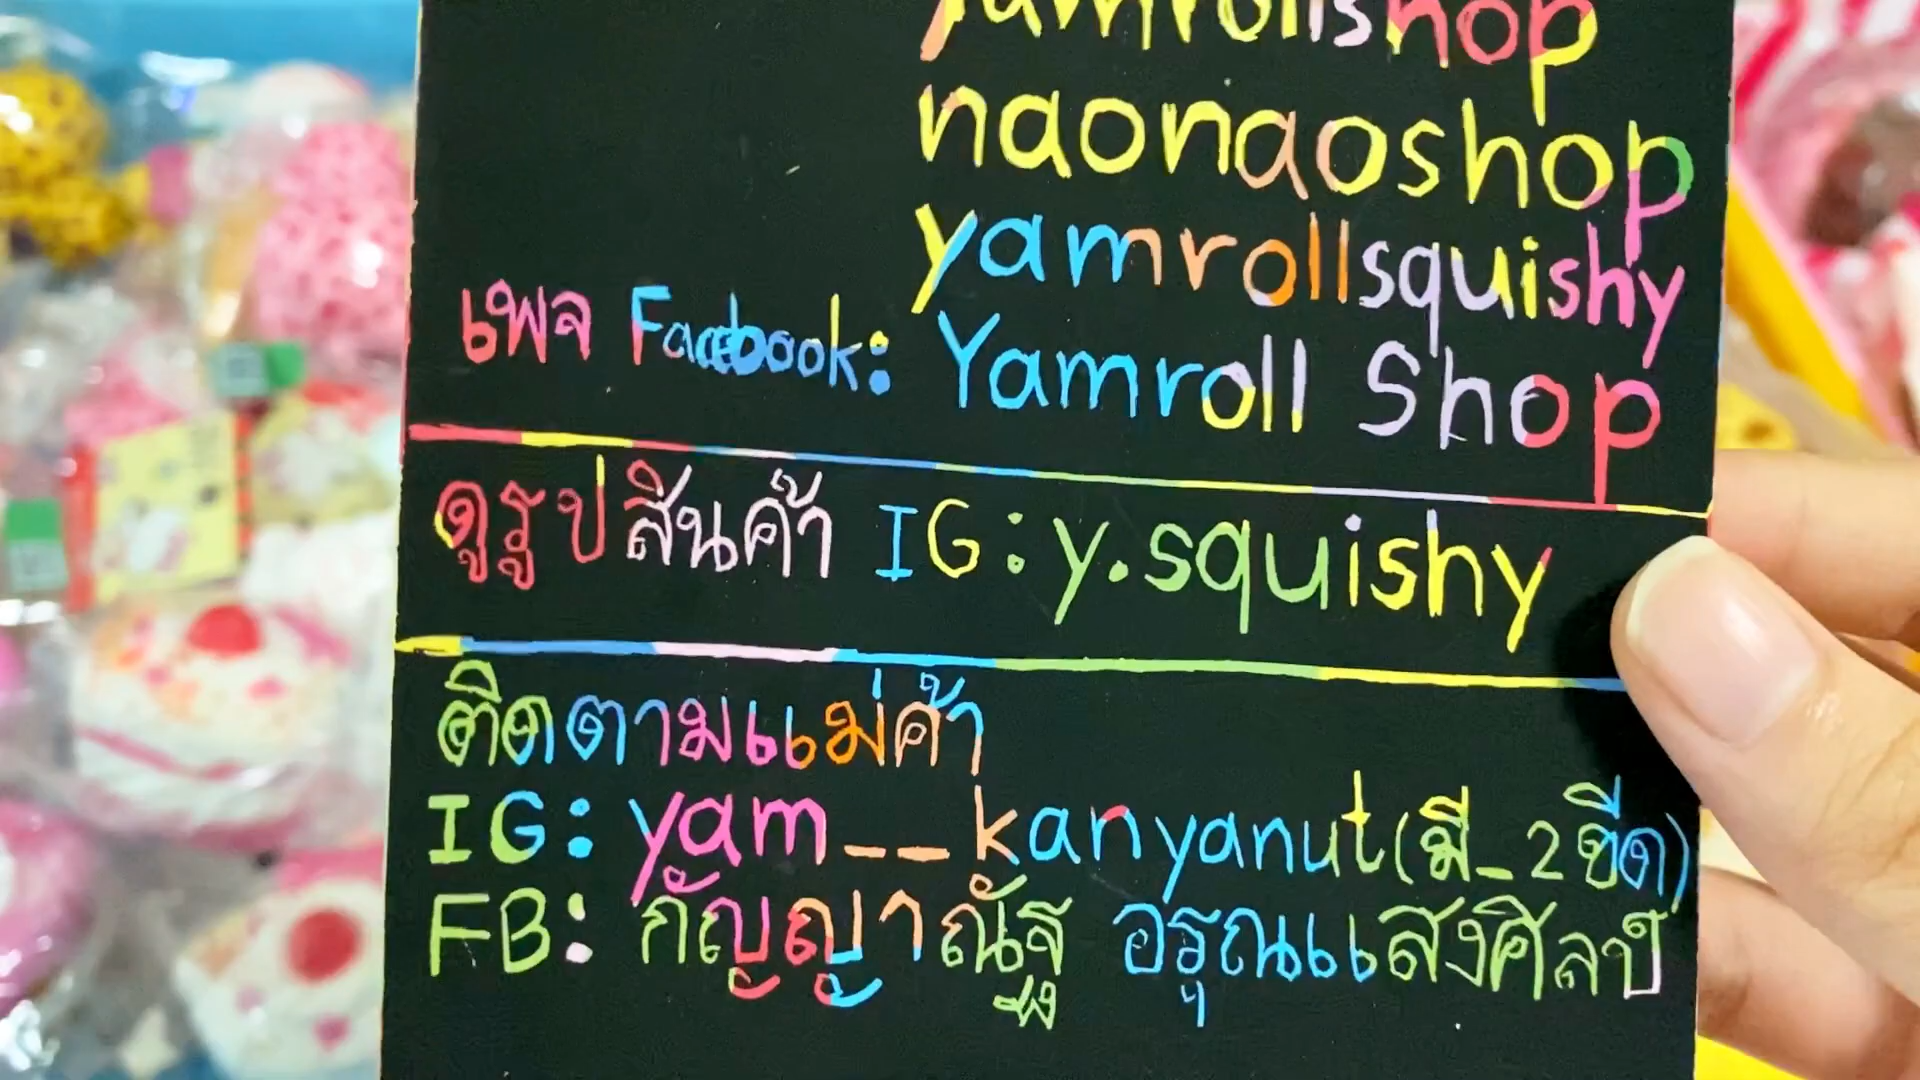 yamrollshop
naonaoshop
yamrollsquishy
เพจ Facebook: Yamroll Shop
ดูรูปสินค้า IG: y.squishy
ติดตามแม่ค้า
IG: yam__kanyanut(มี_2ขีด)
FB: กัญญาณัฐ อรุณแสงศิลป์